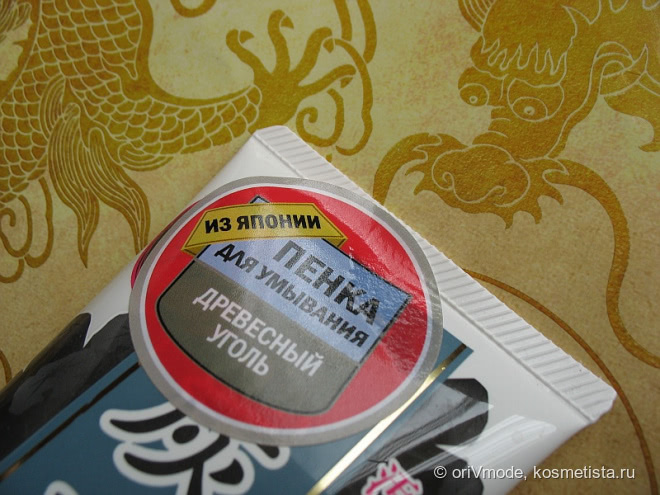 ИЗ ЯПОНИИ
ПЕНКА
ДЛЯ УМЫВАНИЯ
ДРЕВЕСНЫЙ
УГОЛЬ
© oriVmode, kosmetista.ru